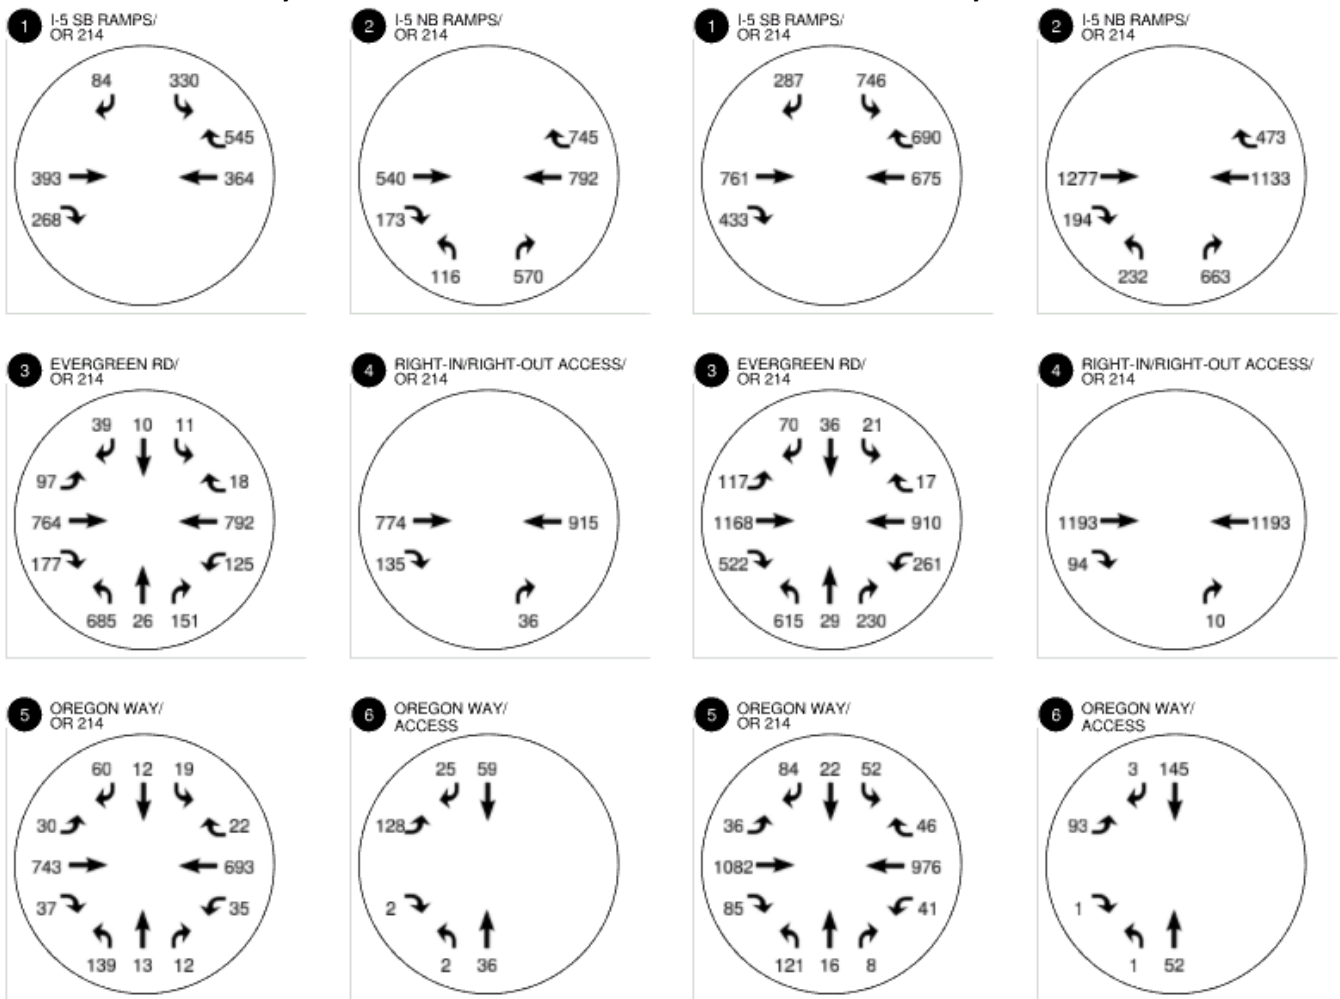 1 I-5 SB RAMPS/
OR 214
84 330
545
393 364
268
2 I-5 NB RAMPS/
OR 214
745
540 792
173
116 570
1 I-5 SB RAMPS/
OR 214
287 746
690
761 675
433
2 I-5 NB RAMPS/
OR 214
473
1277 1133
194
232 663
3 EVERGREEN RD/
OR 214
39 10 11
97 18
764 792
177 125
685 26 151
4 RIGHT-IN/RIGHT-OUT ACCESS/
OR 214
774 915
135
36
3 EVERGREEN RD/
OR 214
70 36 21
117 17
1168 910
522 261
615 29 230
4 RIGHT-IN/RIGHT-OUT ACCESS/
OR 214
1193 1193
94
10
5 OREGON WAY/
OR 214
60 12 19
30 22
743 693
37 35
139 13 12
6 OREGON WAY/
ACCESS
25 59
128
2
2 36
5 OREGON WAY/
OR 214
84 22 52
36 46
1082 976
85 41
121 16 8
6 OREGON WAY/
ACCESS
3 145
93
1
1 52